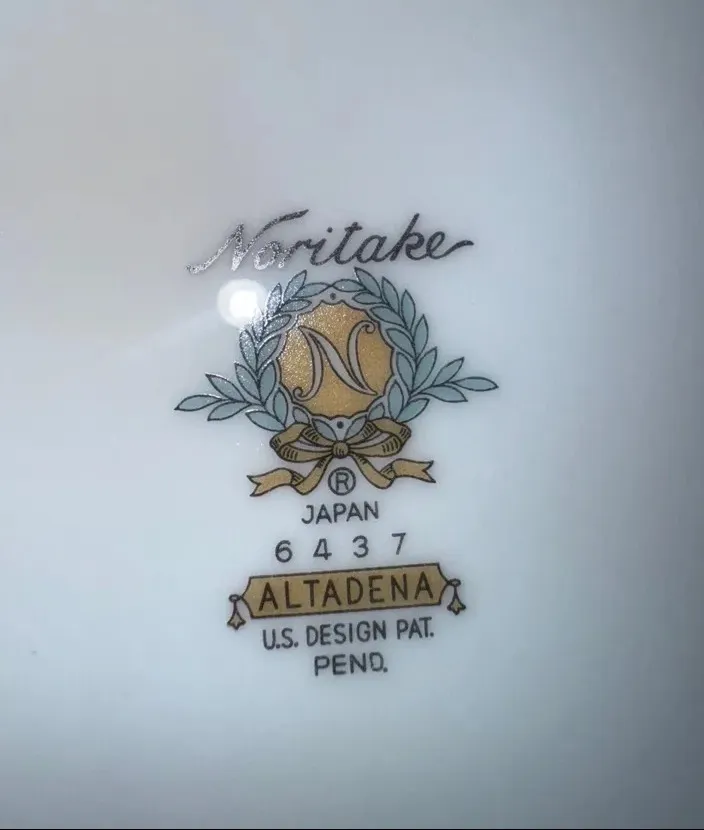 Noritake
N
®
JAPAN
6437
ALTADENA
U.S. DESIGN PAT.
PEND.